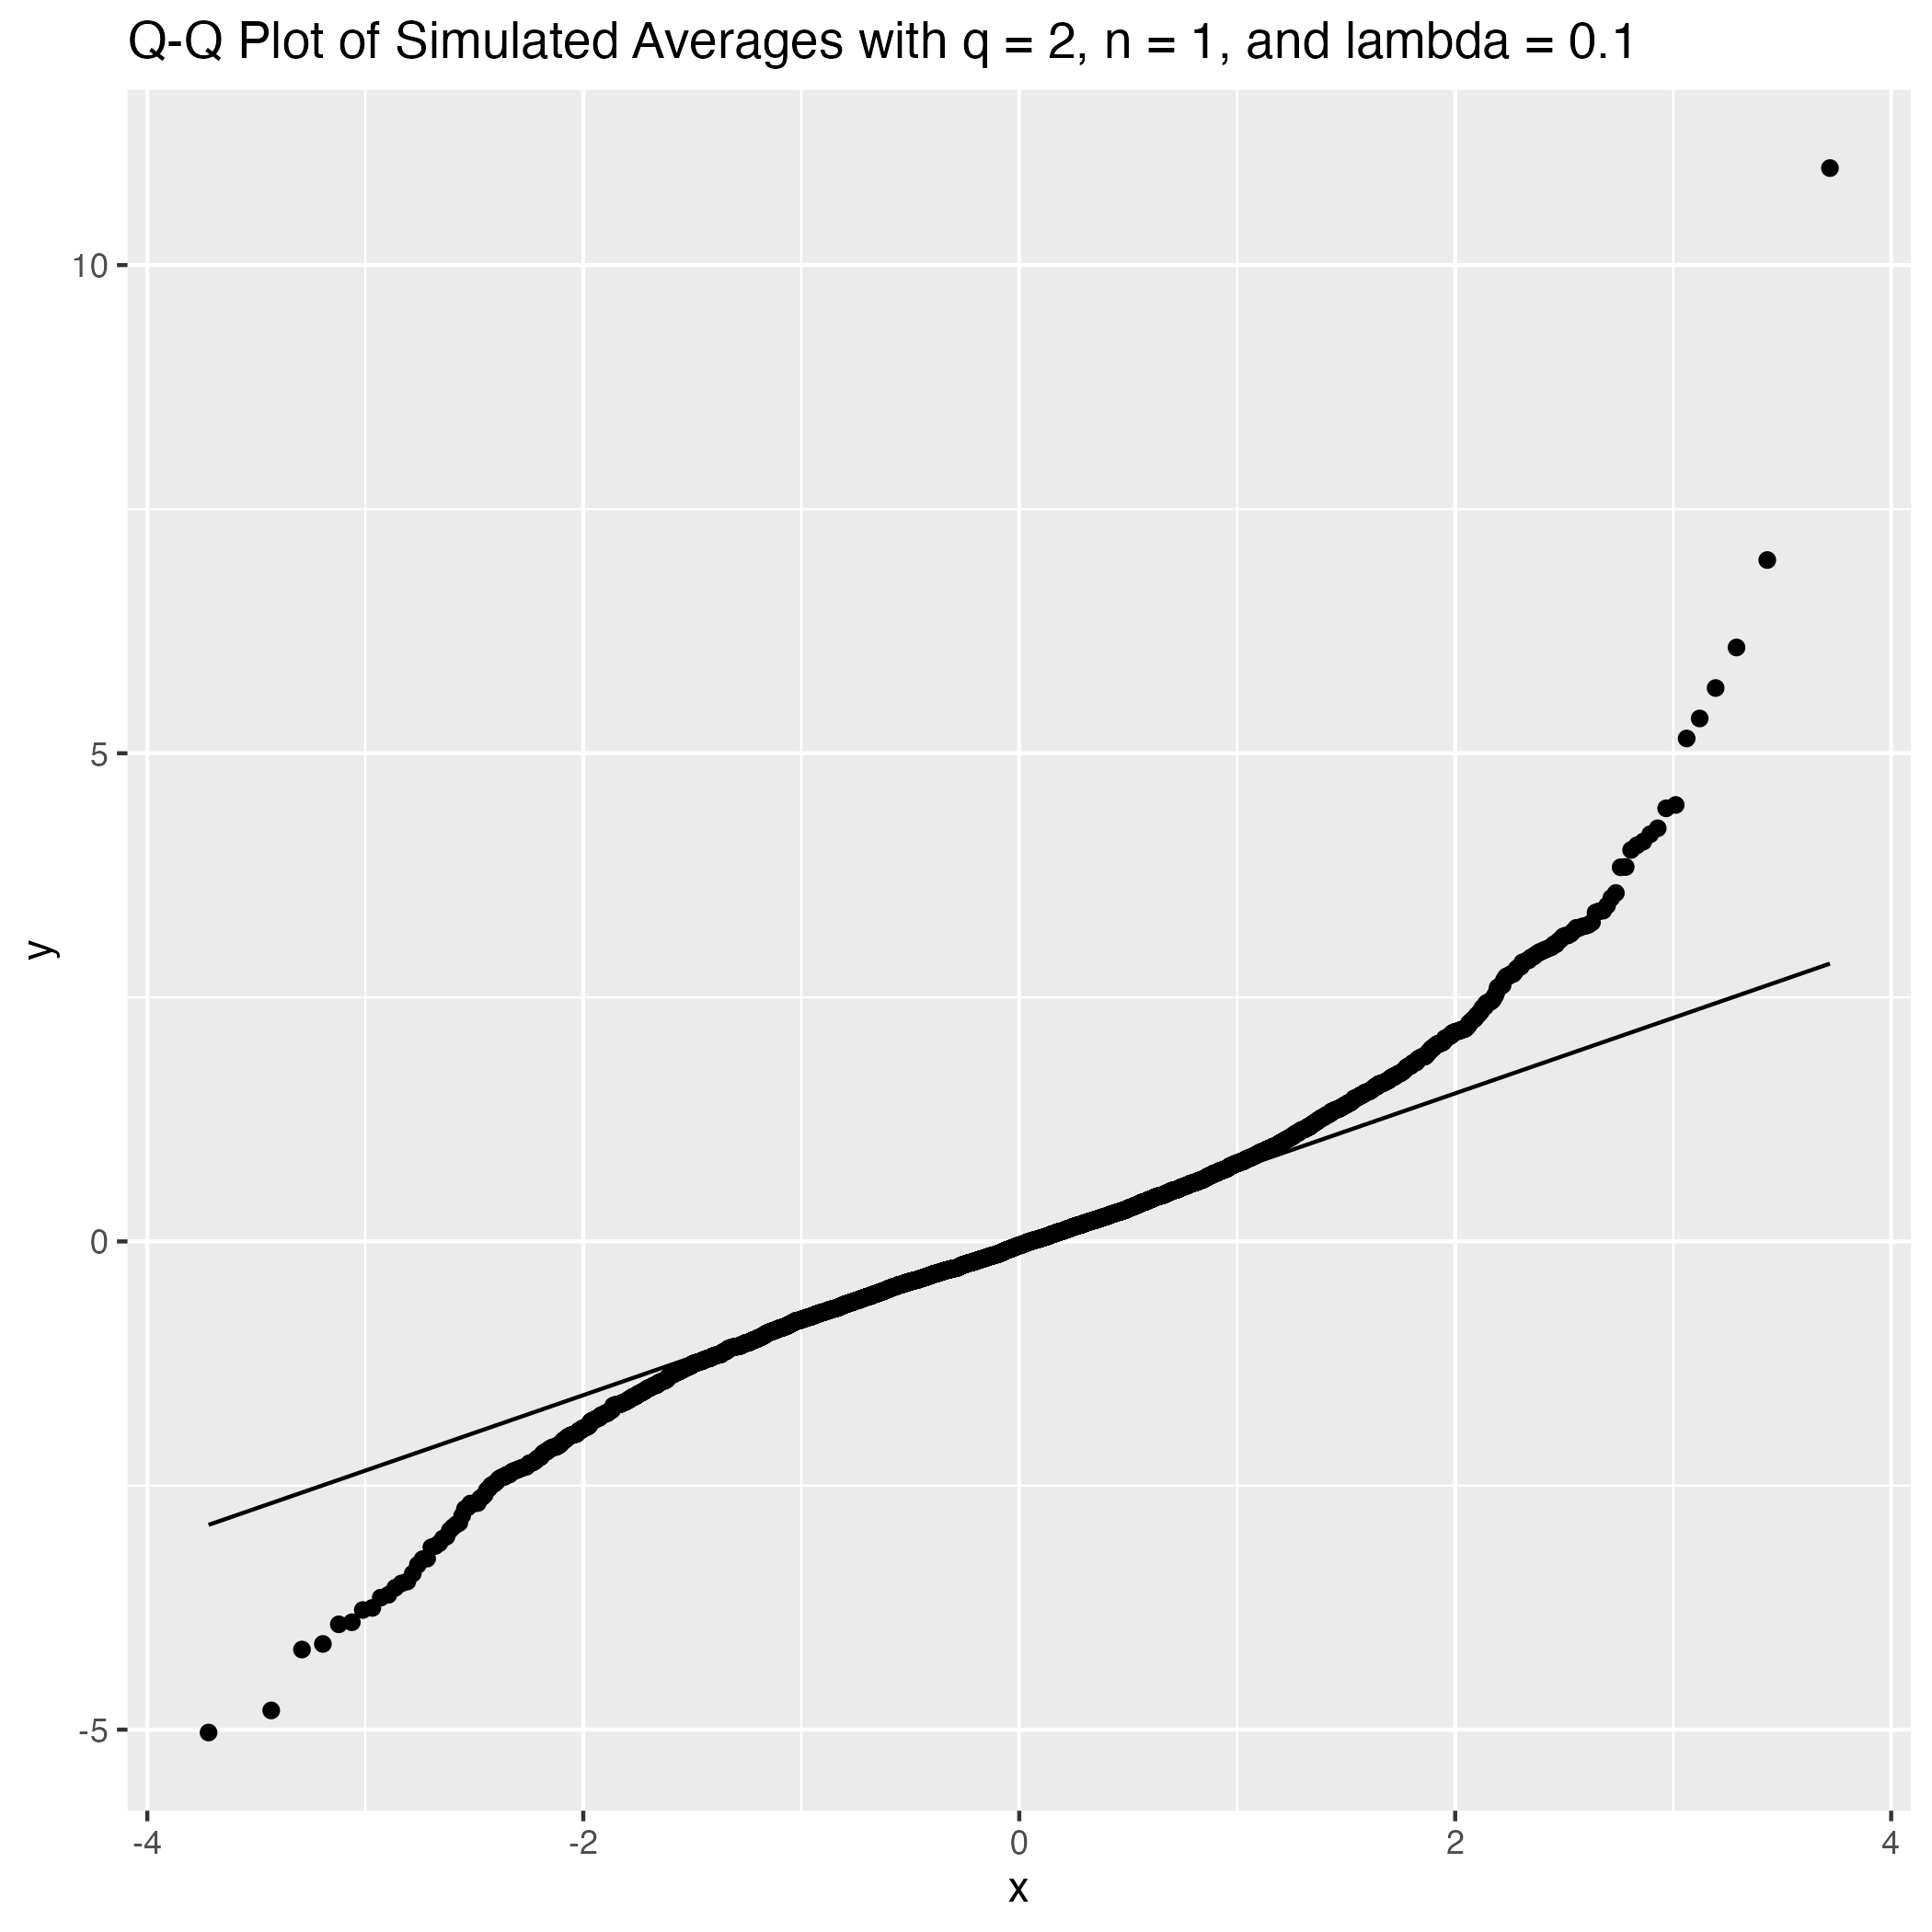 Q-Q Plot of Simulated Averages with q = 2, n = 1, and lambda = 0.1
10
5
0
-5
y
-4 -2 0 2 4
x